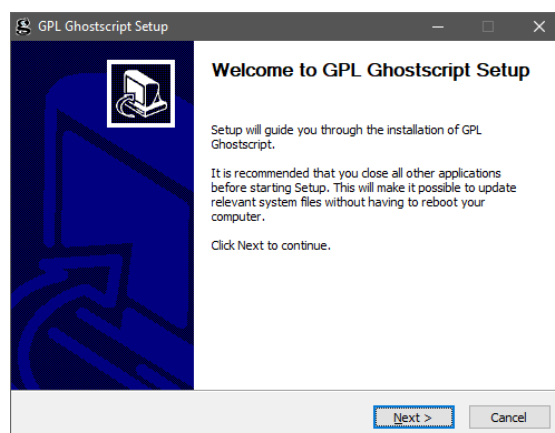 GPL Ghostscript Setup
Welcome to GPL Ghostscript Setup
Setup will guide you through the installation of GPL
Ghostscript.
It is recommended that you close all other applications
before starting Setup. This will make it possible to update
relevant system files without having to reboot your
computer.
Click Next to continue.
Next >
Cancel